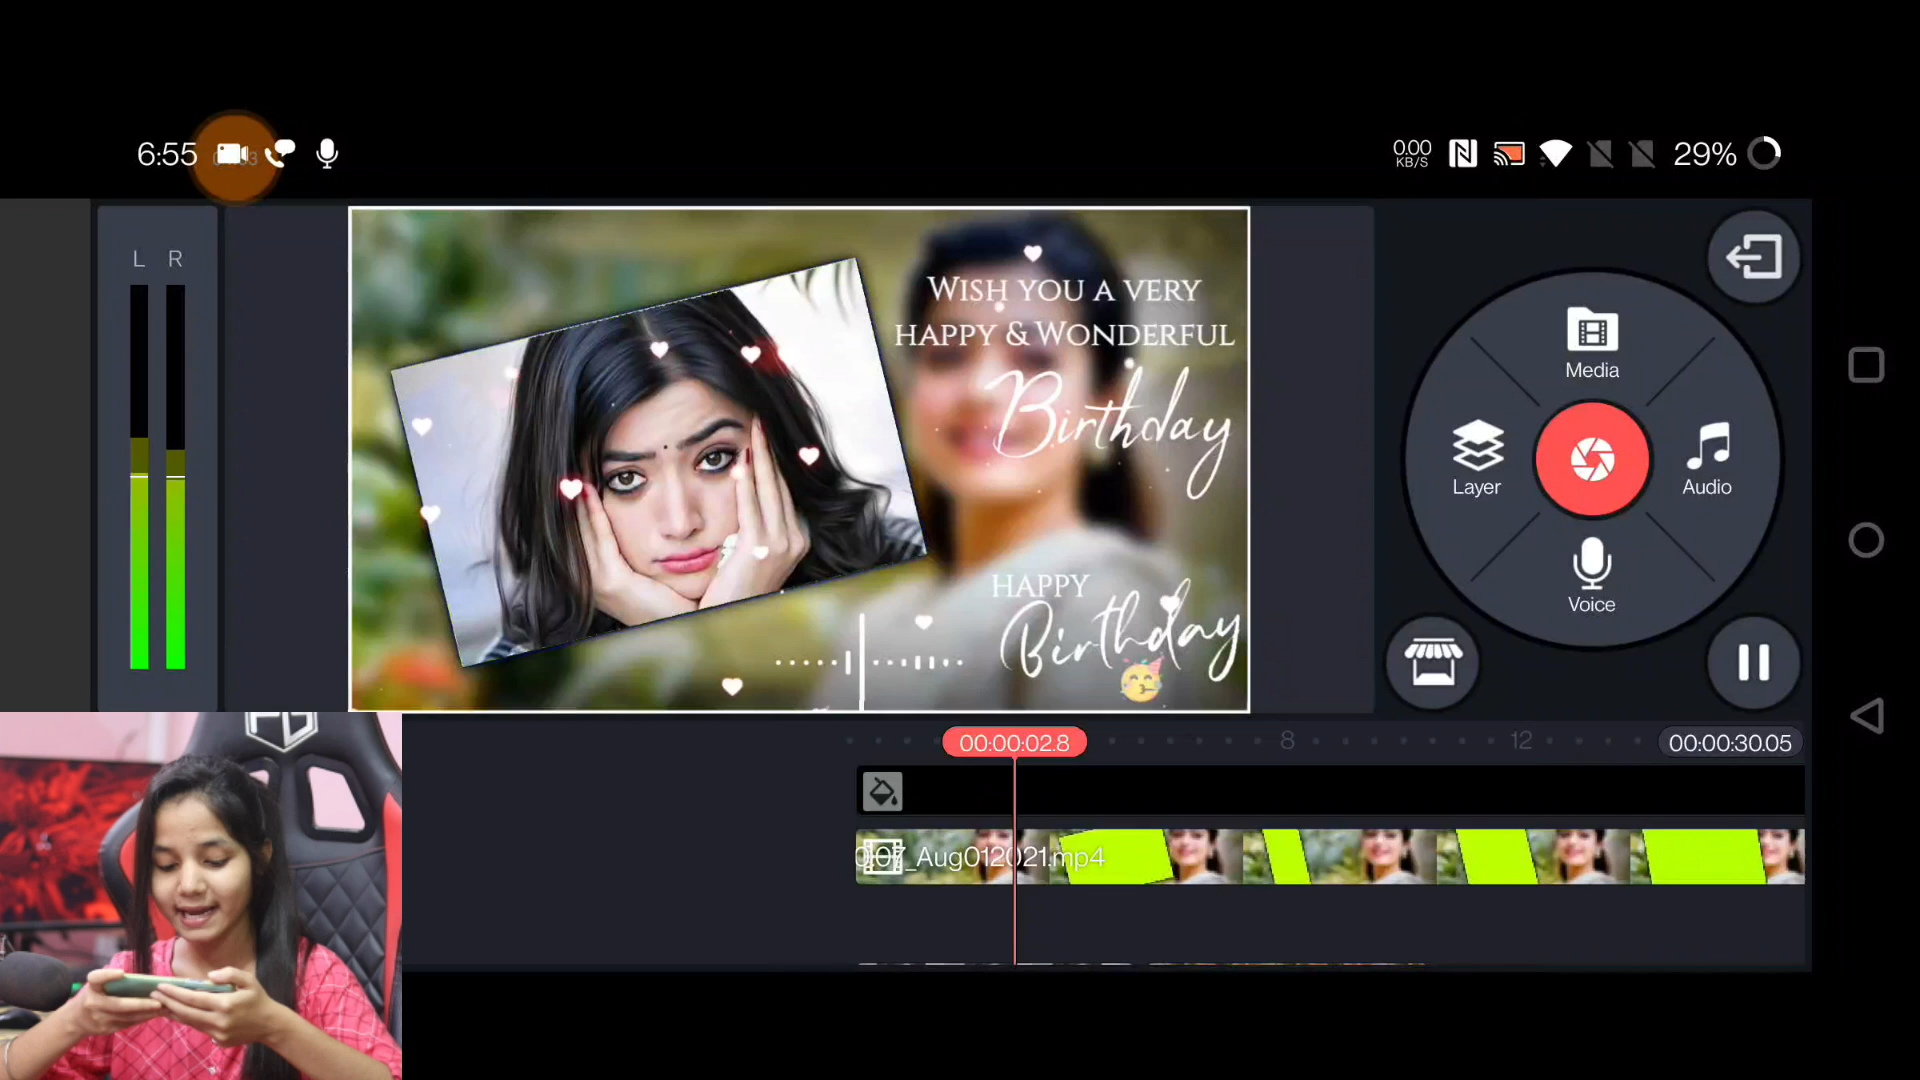 6:55
0.00
KB/S
29%
L R
WISH YOU A VERY
HAPPY & WONDERFUL
Birthday
HAPPY
Birthday
Media
Layer
Audio
Voice
00:00:02.8
8
12
00:00:30.05
_Aug012021.mp4